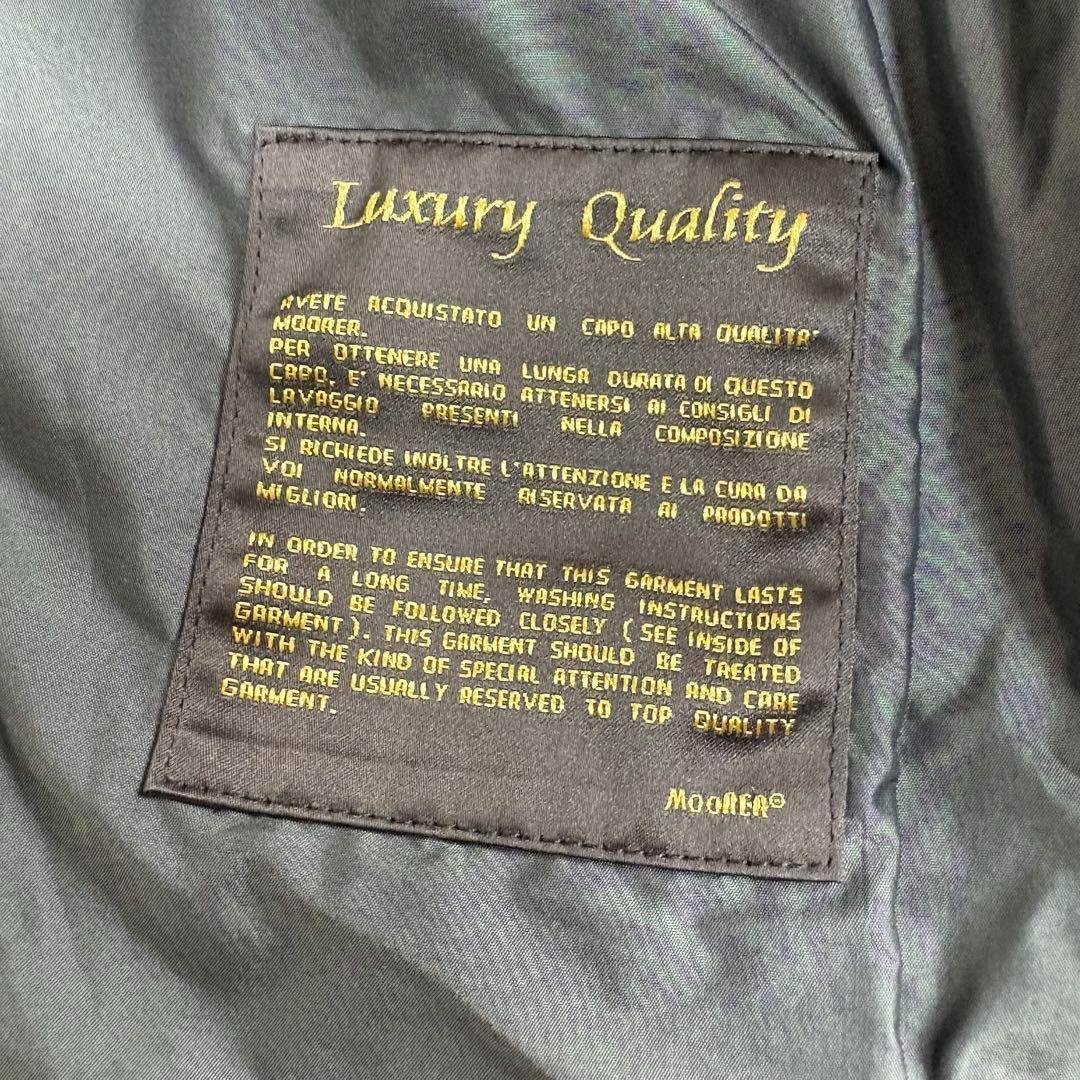 Luxury Quality
AVETE ACQUISTATO UN CAPO ALTA QUALITA'
MOORER.
PER OTTENERE UNA LUNGA DURATA DI QUESTO
CAPO, E' NECESSARIO ATTENERSI AI CONSIGLI DI
LAVAGGIO PRESENTI NELLA COMPOSIZIONE
INTERNA.
SI RICHIEDE INOLTRE L'ATTENZIONE E LA CURA DA
VOI NORMALMENTE RISERVATA AI PRODOTTI
MIGLIORI.
IN ORDER TO ENSURE THAT THIS GARMENT LASTS
FOR A LONG TIME, WASHING INSTRUCTIONS
SHOULD BE FOLLOWED CLOSELY (SEE INSIDE OF
GARMENT). THIS GARMENT SHOULD BE TREATED
WITH THE KIND OF SPECIAL ATTENTION AND CARE
THAT ARE USUALLY RESERVED TO TOP QUALITY
GARMENT.
MOORER®